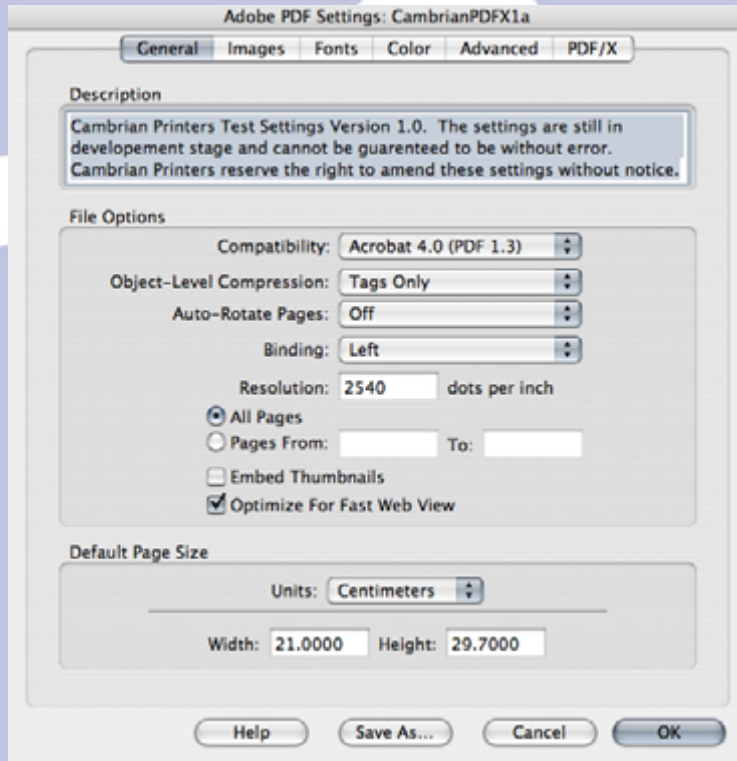 Adobe PDF Settings: CambrianPDFX1a
General Images Fonts Color Advanced PDF/X
Description
Cambrian Printers Test Settings Version 1.0. The settings are still in
developement stage and cannot be guarenteed to be without error.
Cambrian Printers reserve the right to amend these settings without notice.
File Options
Compatibility: Acrobat 4.0 (PDF 1.3)
Object-Level Compression: Tags Only
Auto-Rotate Pages: Off
Binding: Left
Resolution: 2540 dots per inch
All Pages
Pages From: To:
Embed Thumbnails
Optimize For Fast Web View
Default Page Size
Units: Centimeters
Width: 21.0000 Height: 29.7000
Help Save As... Cancel OK